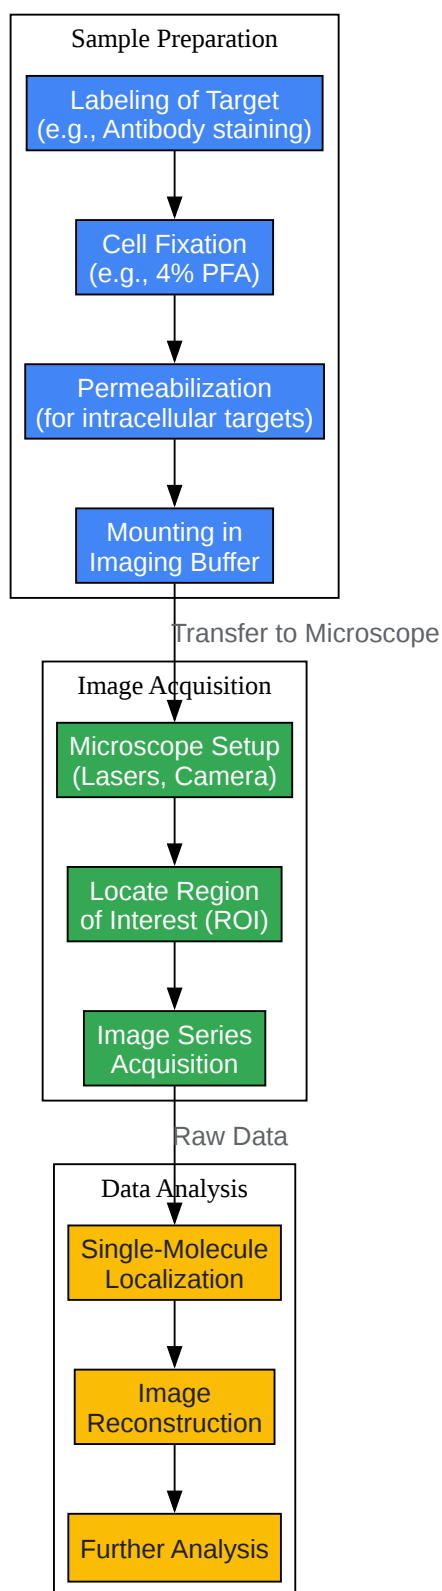 Sample Preparation
Labeling of Target
(e.g., Antibody staining)
Cell Fixation
(e.g., 4% PFA)
Permeabilization
(for intracellular targets)
Mounting in
Imaging Buffer
Transfer to Microscope
Image Acquisition
Microscope Setup
(Lasers, Camera)
Locate Region
of Interest (ROI)
Image Series
Acquisition
Raw Data
Data Analysis
Single-Molecule
Localization
Image
Reconstruction
Further Analysis